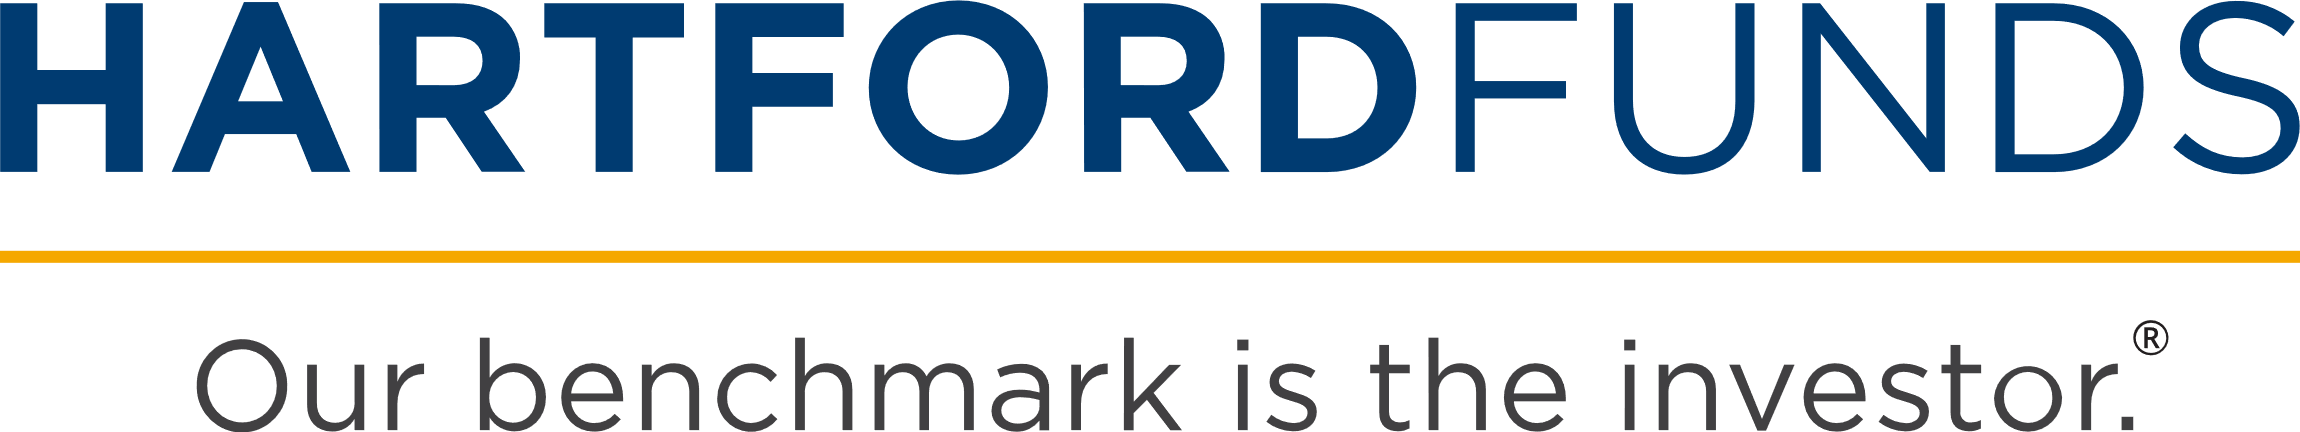 HARTFORDFUNDS
Our benchmark is the investor.®